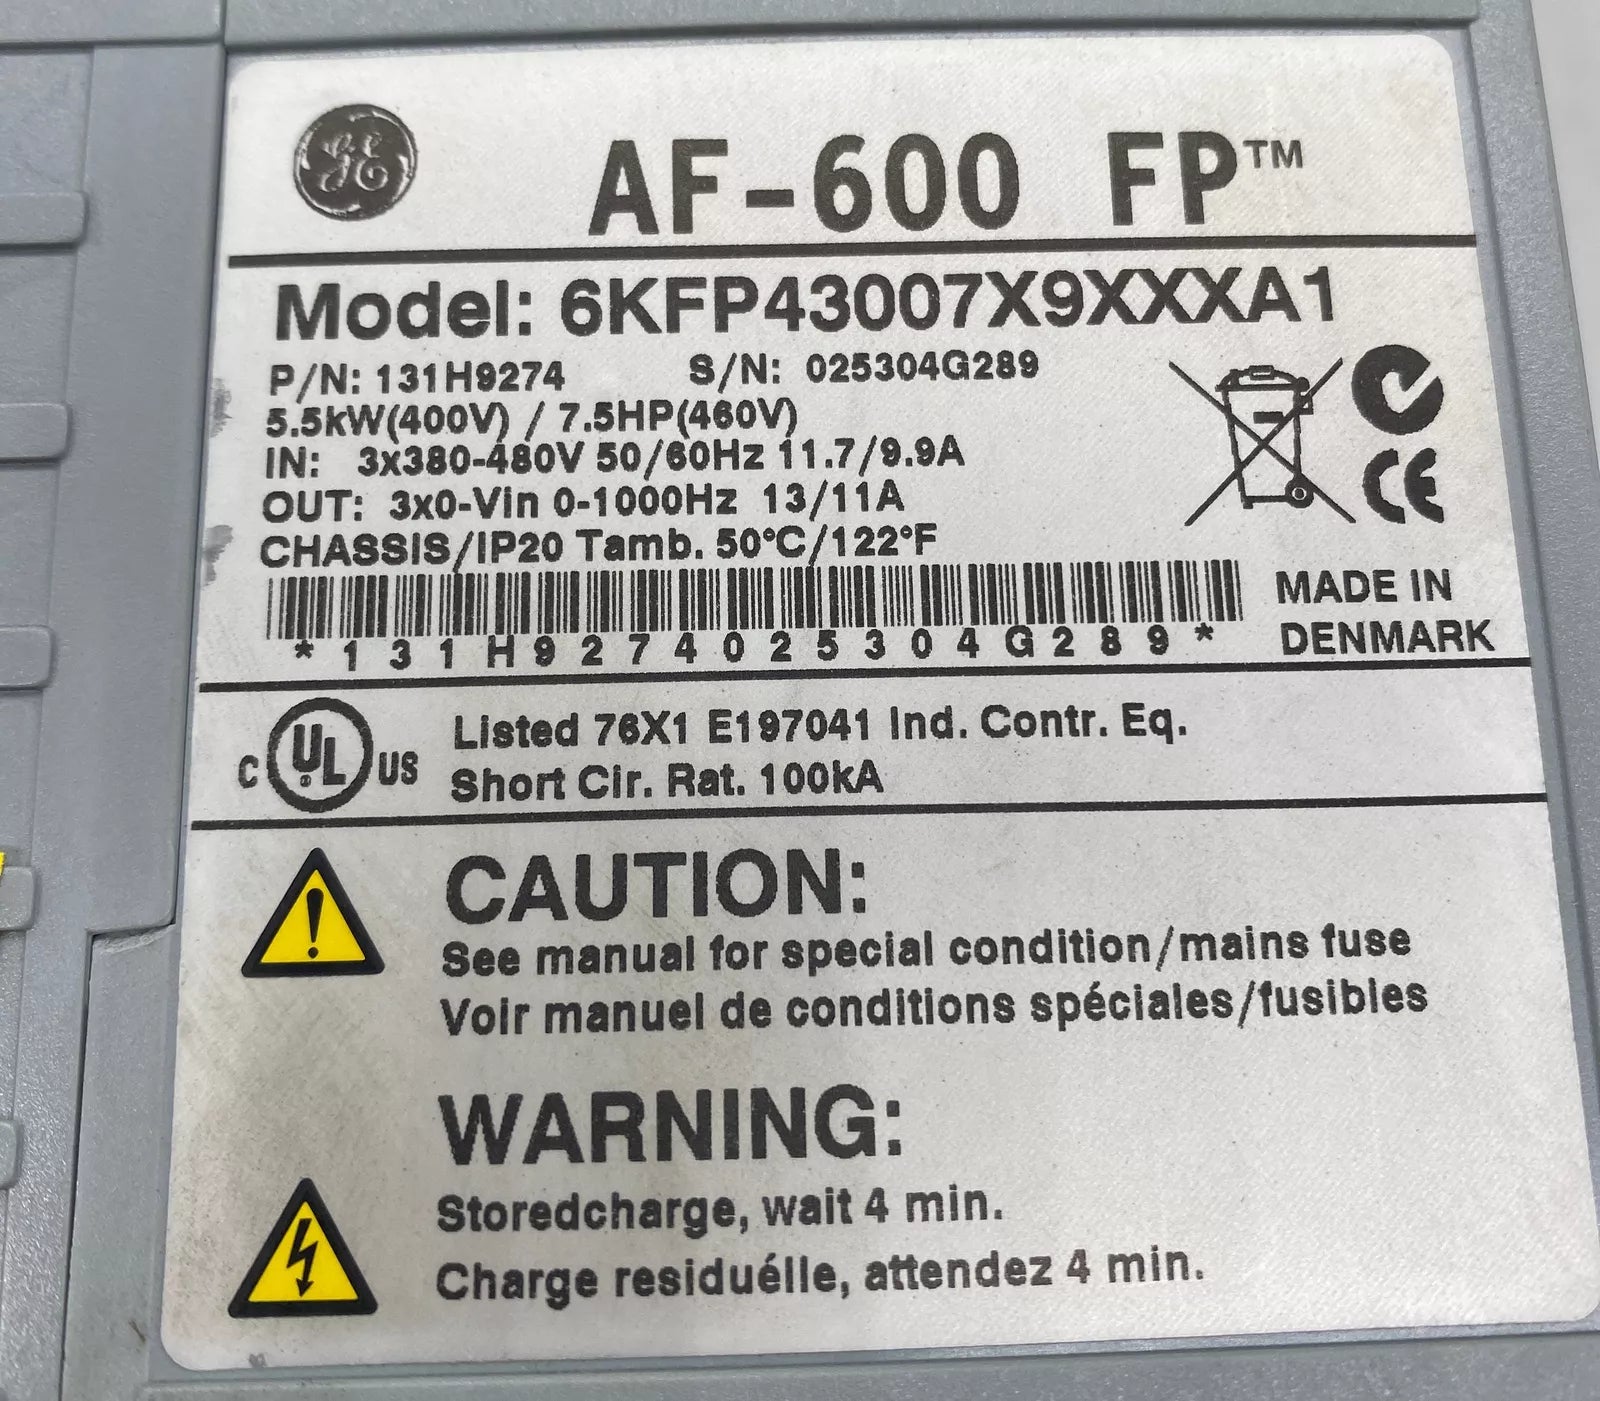 GE
AF-600 FP™
Model: 6KFP43007X9XXXA1
P/N: 131H9274 S/N: 025304G289
5.5kW(400V) / 7.5HP(460V)
IN: 3x380-480V 50/60Hz 11.7/9.9A
OUT: 3x0-Vin 0-1000Hz 13/11A
CHASSIS/IP20 Tamb. 50°C/122°F
*131H9274025304G289*
MADE IN
DENMARK
CE
C UL US
Listed 76X1 E197041 Ind. Contr. Eq.
Short Cir. Rat. 100kA
CAUTION:
See manual for special condition/mains fuse
Voir manuel de conditions spéciales/fusibles
WARNING:
Storedcharge, wait 4 min.
Charge residuélle, attendez 4 min.